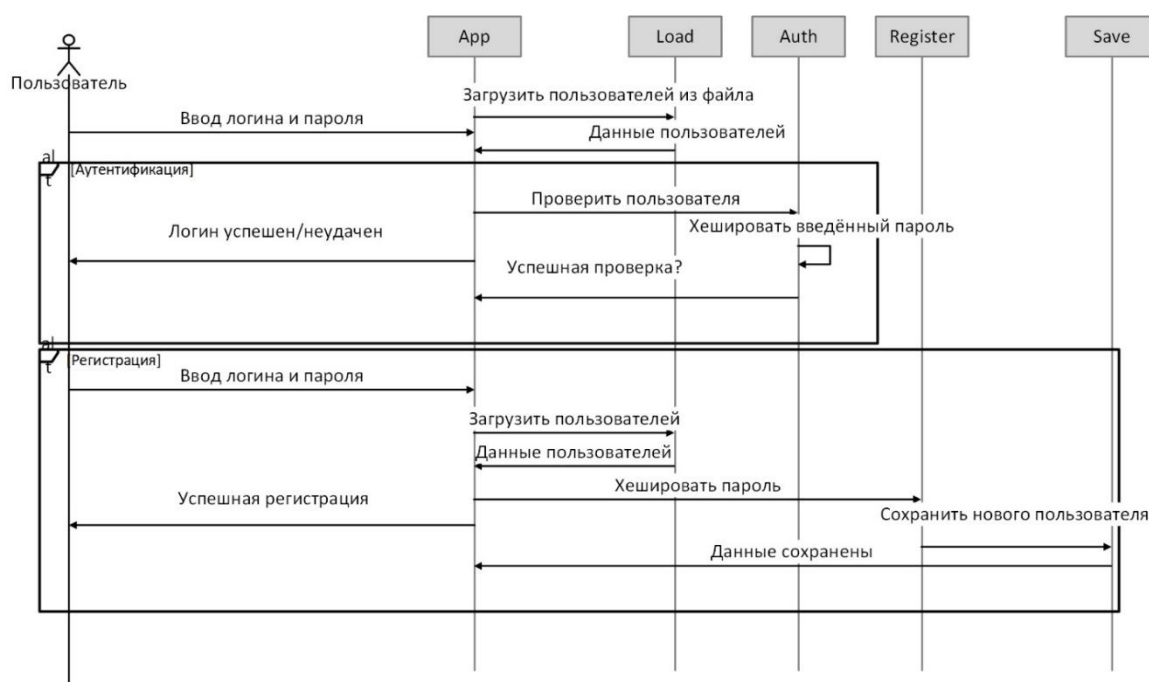 App
Load
Auth
Register
Save
Пользователь
Загрузить пользователей из файла
Ввод логина и пароля
Данные пользователей
al
t
[Аутентификация]
Проверить пользователя
Хешировать введённый пароль
Логин успешен/неудачен
Успешная проверка?
al
t
[Регистрация]
Ввод логина и пароля
Загрузить пользователей
Данные пользователей
Хешировать пароль
Успешная регистрация
Сохранить нового пользователя
Данные сохранены